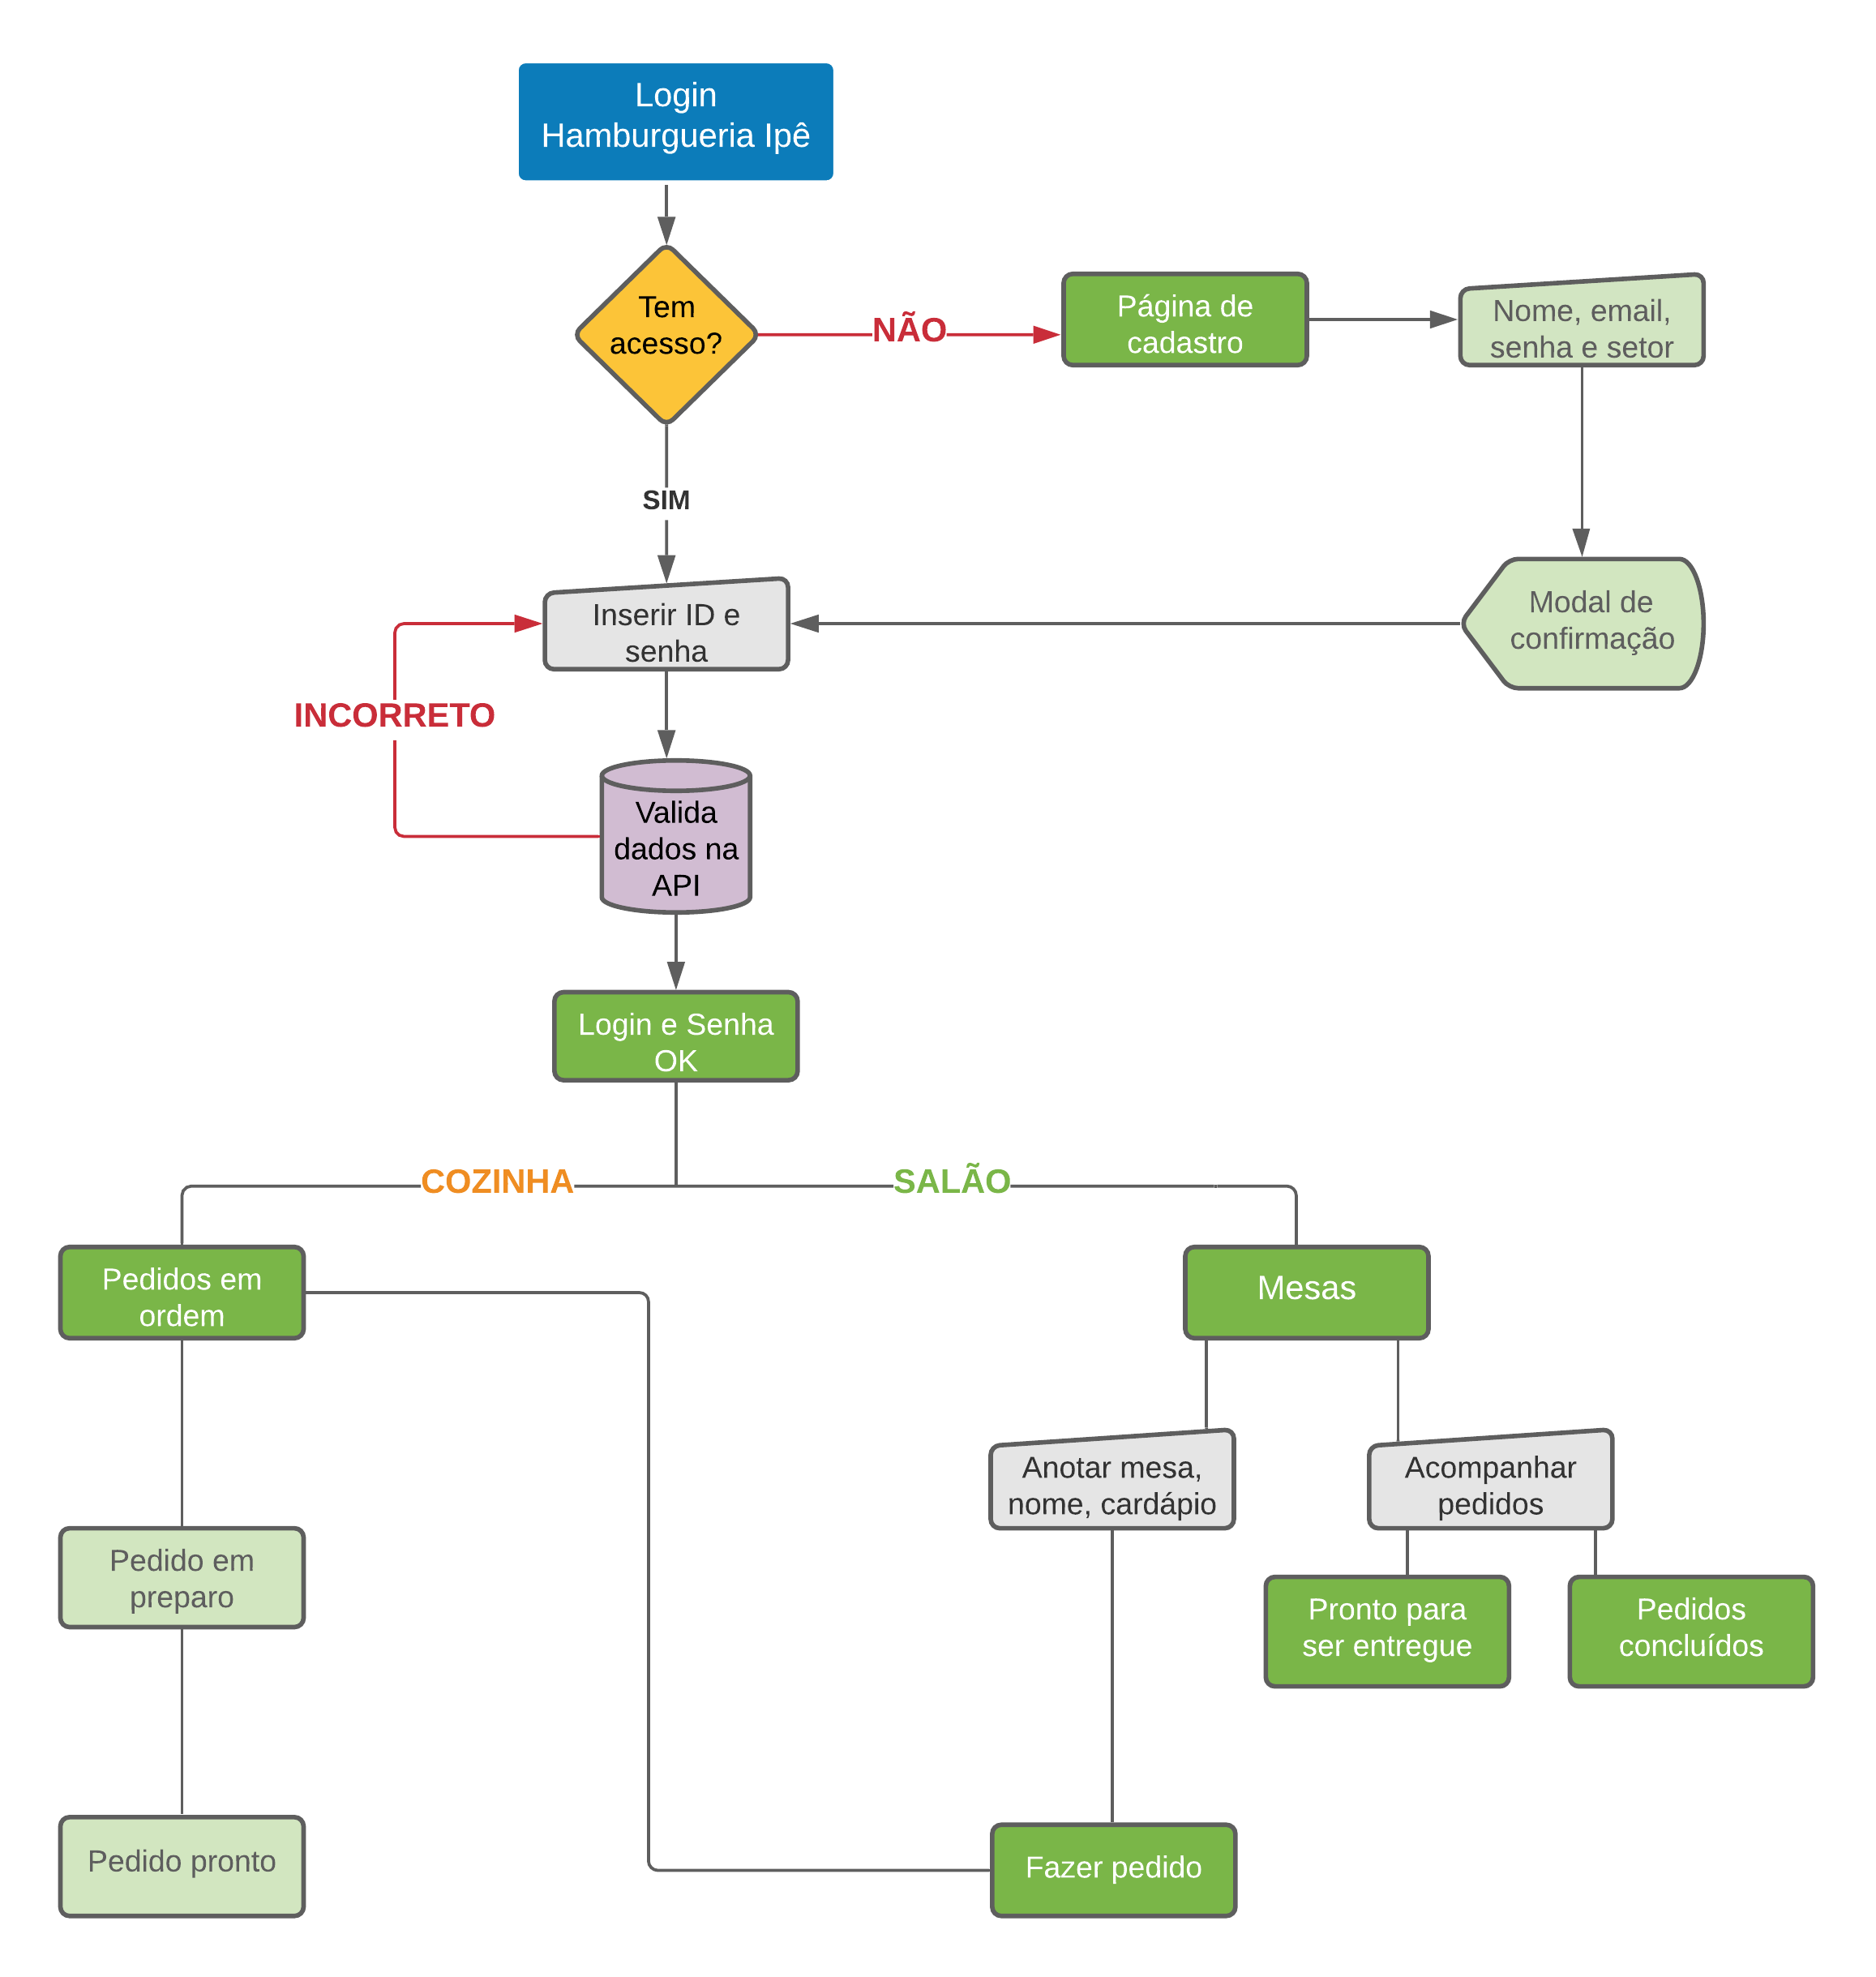 Login
Hamburgueria Ipê
Tem
acesso?
NÃO
Página de
cadastro
Nome, email,
senha e setor
SIM
Inserir ID e
senha
Modal de
confirmação
INCORRETO
Valida
dados na
API
Login e Senha
OK
COZINHA
SALÃO
Pedidos em
ordem
Mesas
Anotar mesa,
nome, cardápio
Acompanhar
pedidos
Pedido em
preparo
Pronto para
ser entregue
Pedidos
concluídos
Pedido pronto
Fazer pedido